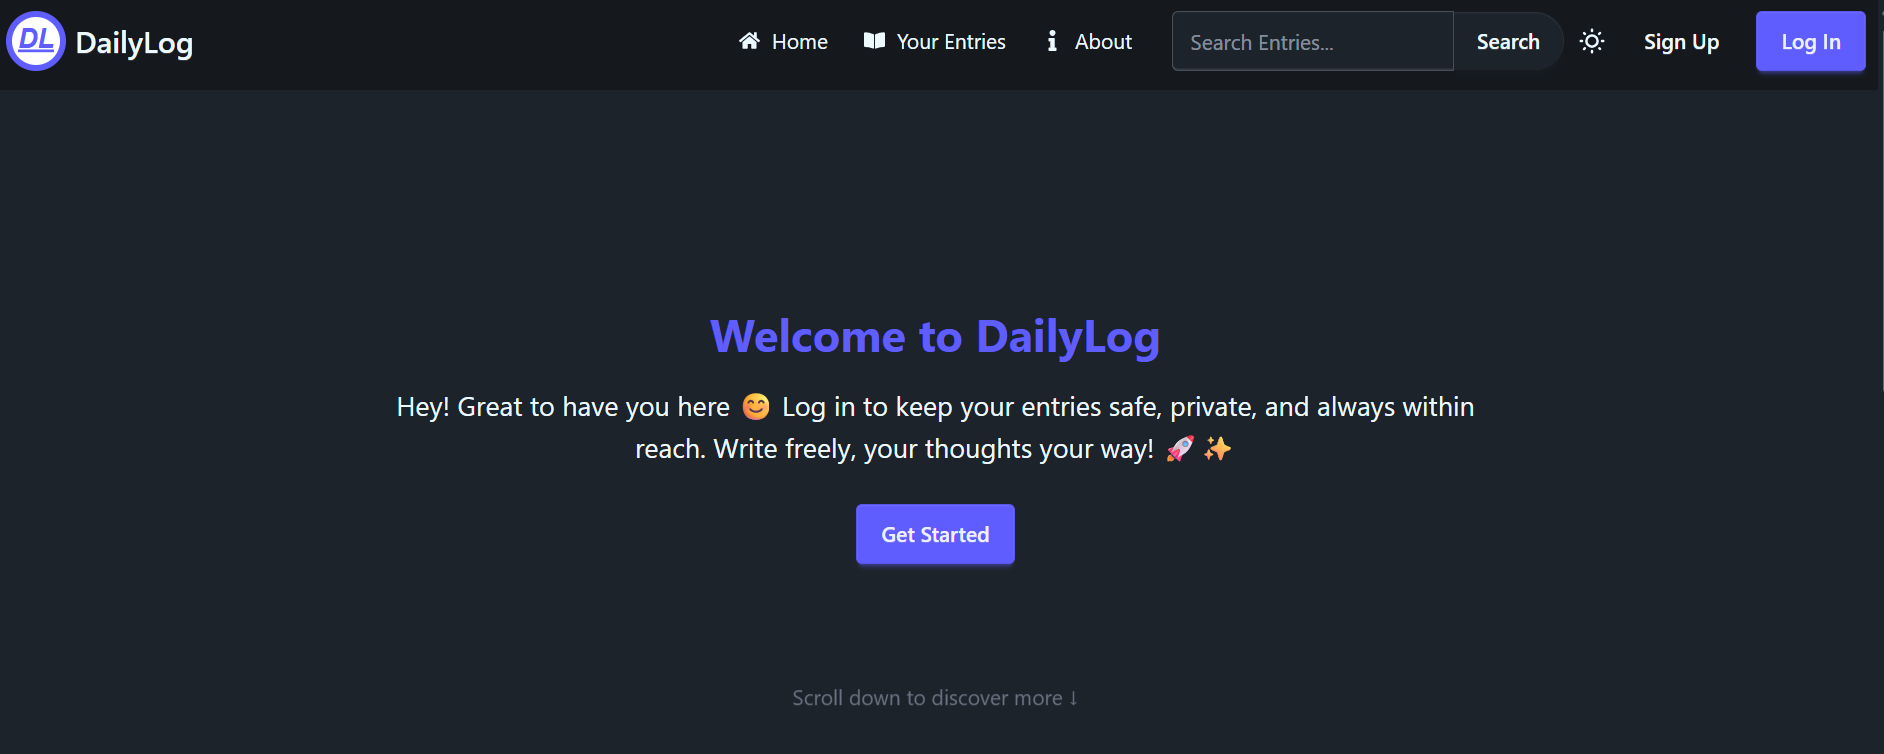 DL DailyLog
Home Your Entries About Search Entries... Search Sign Up Log In
Welcome to DailyLog
Hey! Great to have you here 😊 Log in to keep your entries safe, private, and always within
reach. Write freely, your thoughts your way! 🚀 ✨
Get Started
Scroll down to discover more ↓